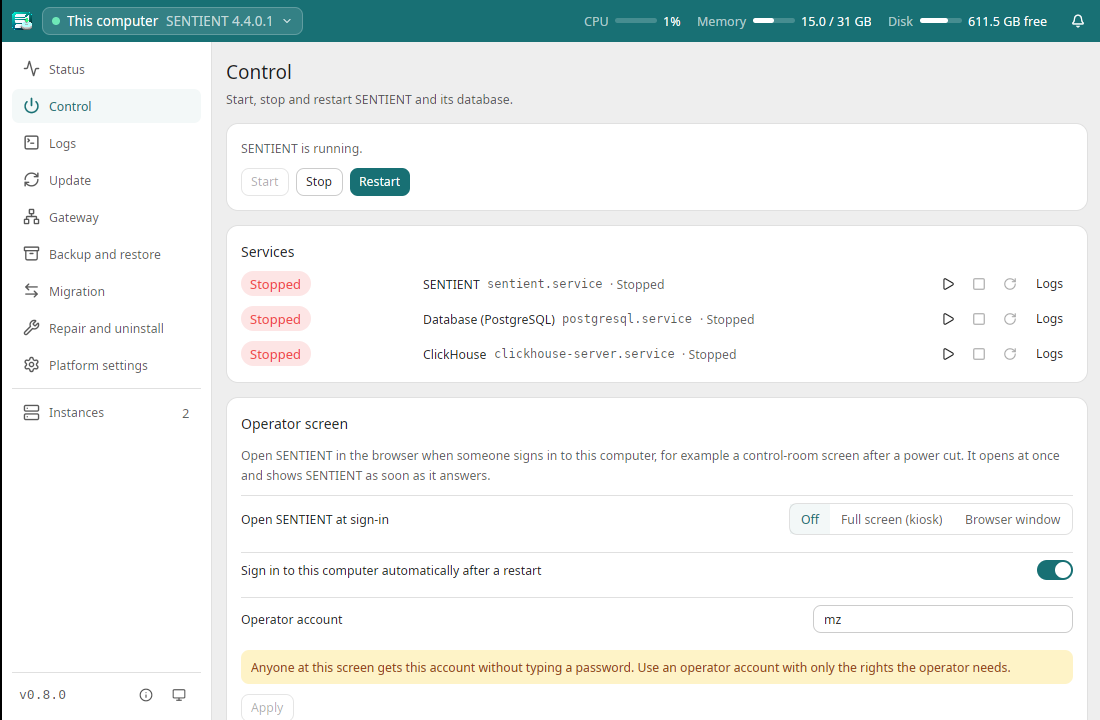 This computer SENTIENT 4.4.0.1
CPU 1% Memory 15.0 / 31 GB Disk 611.5 GB free
Status
Control
Logs
Update
Gateway
Backup and restore
Migration
Repair and uninstall
Platform settings
Instances 2
v0.8.0
Control
Start, stop and restart SENTIENT and its database.
SENTIENT is running.
Start Stop Restart
Services
Stopped SENTIENT sentient.service · Stopped Logs
Stopped Database (PostgreSQL) postgresql.service · Stopped Logs
Stopped ClickHouse clickhouse-server.service · Stopped Logs
Operator screen
Open SENTIENT in the browser when someone signs in to this computer, for example a control-room screen after a power cut. It opens at once
and shows SENTIENT as soon as it answers.
Open SENTIENT at sign-in Off Full screen (kiosk) Browser window
Sign in to this computer automatically after a restart
Operator account mz
Anyone at this screen gets this account without typing a password. Use an operator account with only the rights the operator needs.
Apply